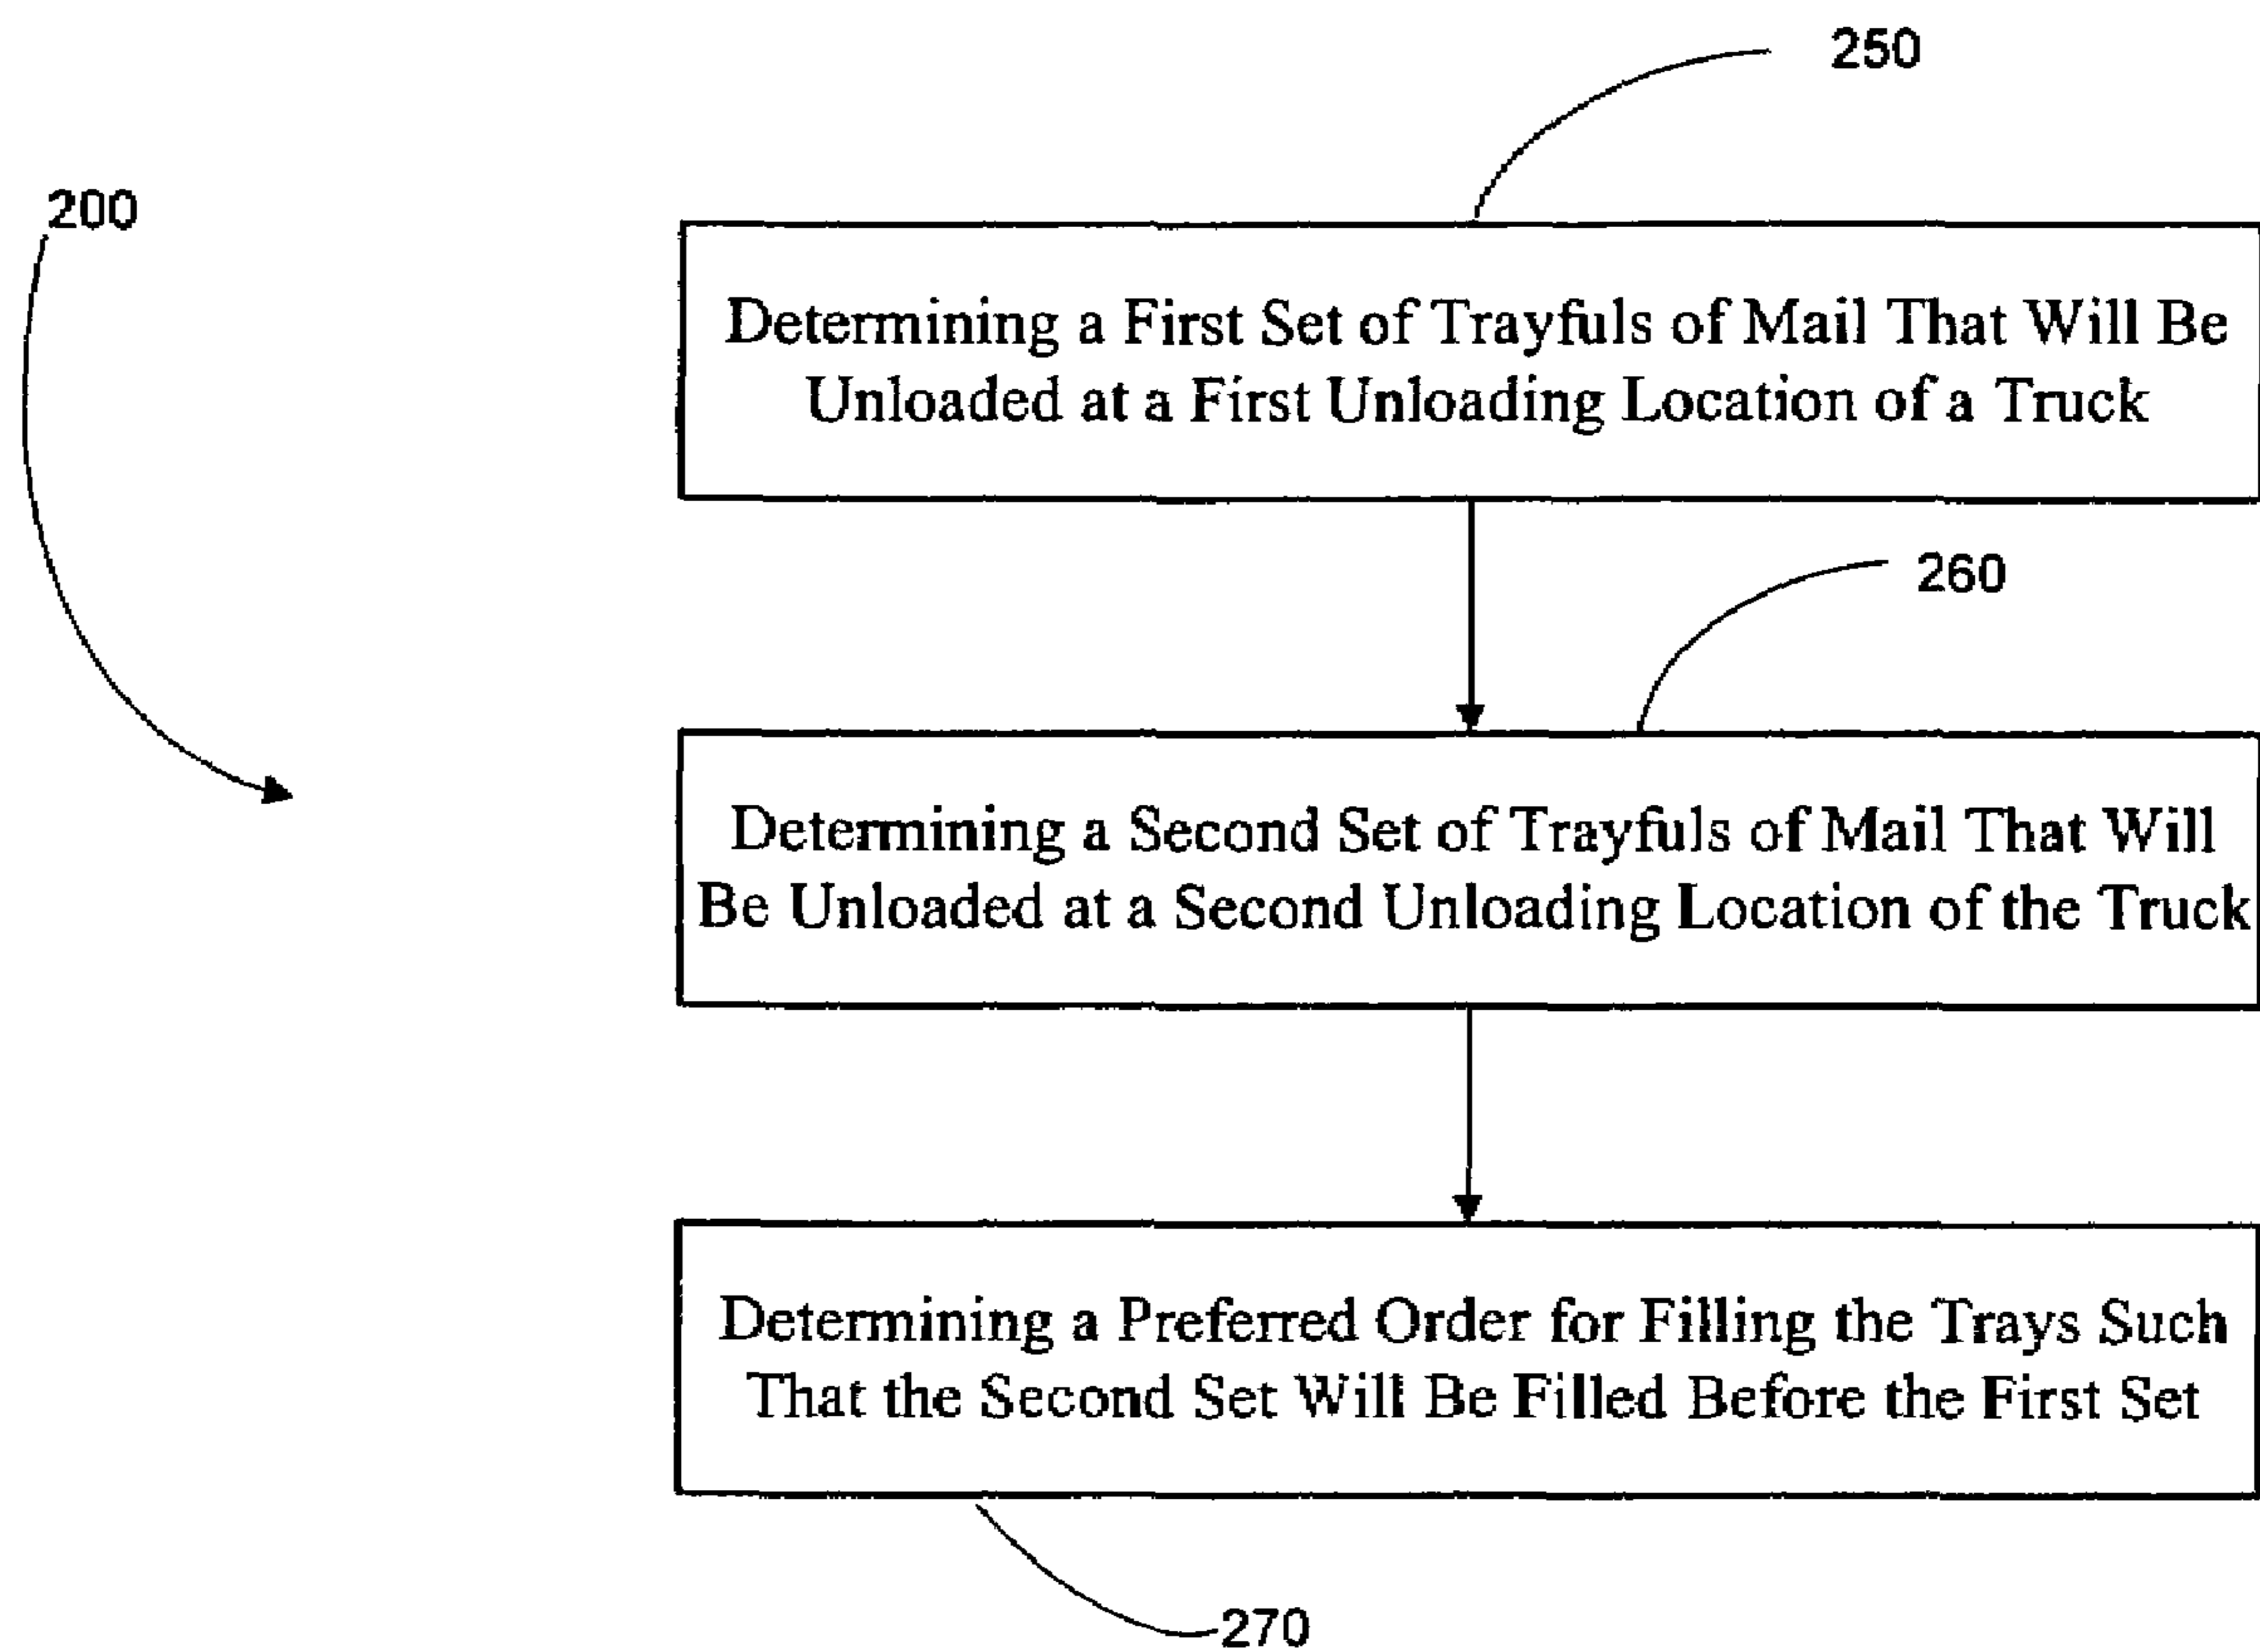 250
200
Determining a First Set of Trayfuls of Mail That Will Be
Unloaded at a First Unloading Location of a Truck
260
Determining a Second Set of Trayfuls of Mail That Will
Be Unloaded at a Second Unloading Location of the Truck
Determining a Preferred Order for Filling the Trays Such
That the Second Set Will Be Filled Before the First Set
270